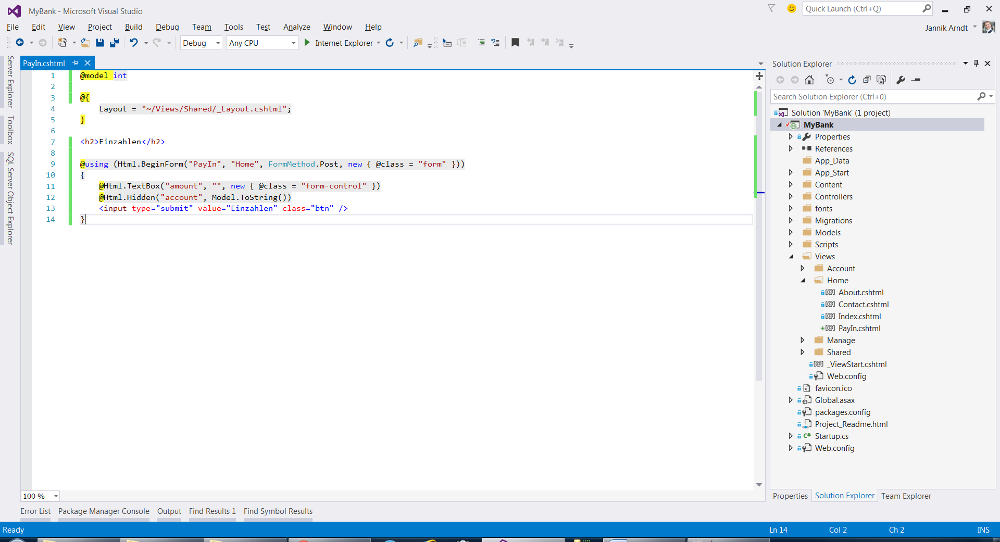 MyBank - Microsoft Visual Studio
Quick Launch (Ctrl+Q)
File Edit View Project Build Debug Team Tools Test Analyze Window Help
Jannik Arndt
Debug Any CPU Internet Explorer
Server Explorer
Toolbox
SQL Server Object Explorer
PayIn.cshtml
1 @model int
2
3 @{
4     Layout = "~/Views/Shared/_Layout.cshtml";
5 }
6
7 <h2>Einzahlen</h2>
8
9 @using (Html.BeginForm("PayIn", "Home", FormMethod.Post, new { @class = "form" }))
10 {
11     @Html.TextBox("amount", "", new { @class = "form-control" })
12     @Html.Hidden("account", Model.ToString())
13     <input type="submit" value="Einzahlen" class="btn" />
14 }
100 %
Solution Explorer
Search Solution Explorer (Ctrl+ü)
Solution 'MyBank' (1 project)
MyBank
Properties
References
App_Data
App_Start
Content
Controllers
fonts
Migrations
Models
Scripts
Views
Account
Home
About.cshtml
Contact.cshtml
Index.cshtml
PayIn.cshtml
Manage
Shared
_ViewStart.cshtml
Web.config
favicon.ico
Global.asax
packages.config
Project_Readme.html
C# Startup.cs
Web.config
Properties Solution Explorer Team Explorer
Error List Package Manager Console Output Find Results 1 Find Symbol Results
Ready Ln 14 Col 2 Ch 2 INS